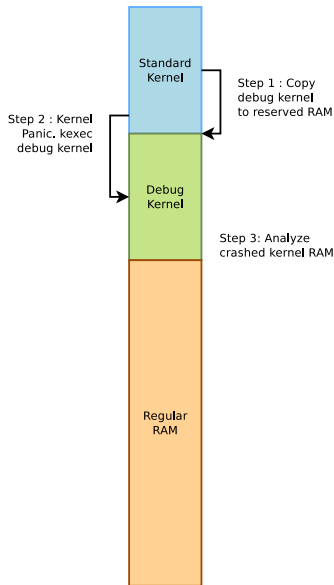 Standard
Kernel
Step 1 : Copy
debug kernel
to reserved RAM
Step 2 : Kernel
Panic. kexec
debug kernel
Debug
Kernel
Step 3: Analyze
crashed kernel RAM
Regular
RAM